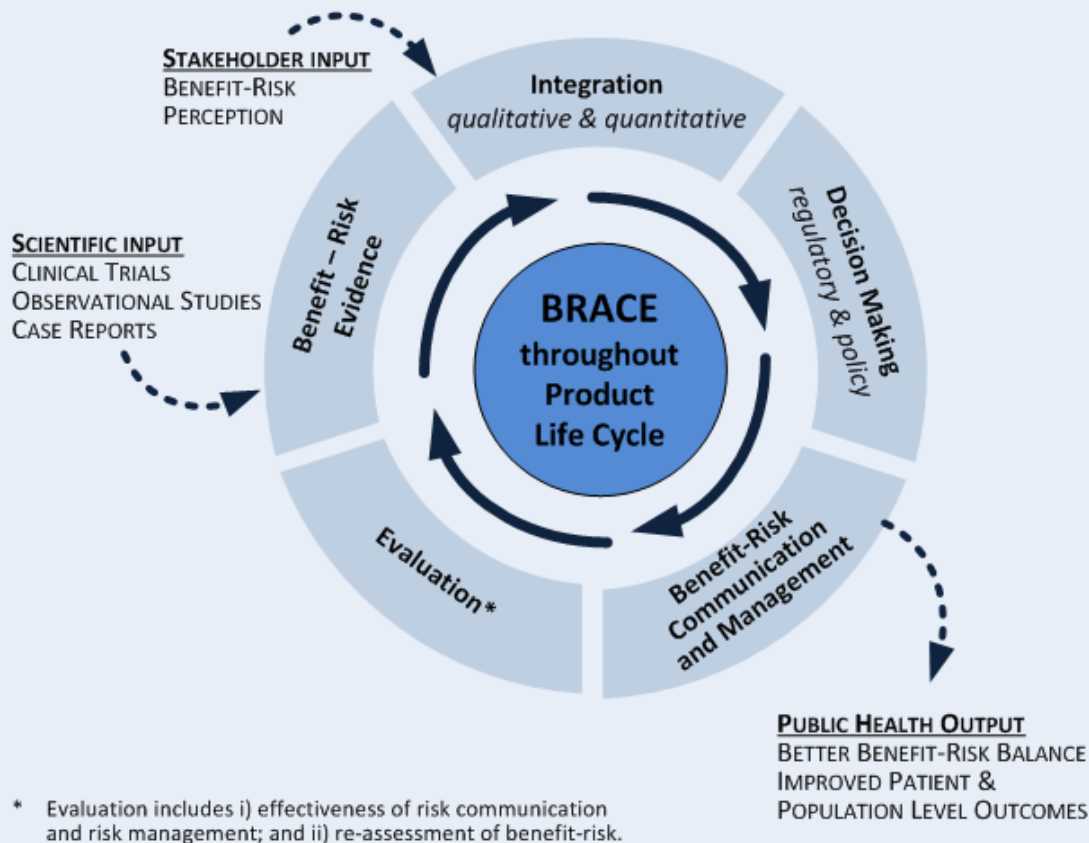 STAKEHOLDER INPUT
BENEFIT-RISK
PERCEPTION
Integration
qualitative & quantitative
Decision Making
regulatory & policy
SCIENTIFIC INPUT
CLINICAL TRIALS
OBSERVATIONAL STUDIES
CASE REPORTS
Benefit – Risk
Evidence
BRACE
throughout
Product
Life Cycle
Evaluation*
Benefit-Risk
Communication
and Management
PUBLIC HEALTH OUTPUT
BETTER BENEFIT-RISK BALANCE
IMPROVED PATIENT &
POPULATION LEVEL OUTCOMES
* Evaluation includes i) effectiveness of risk communication
and risk management; and ii) re-assessment of benefit-risk.